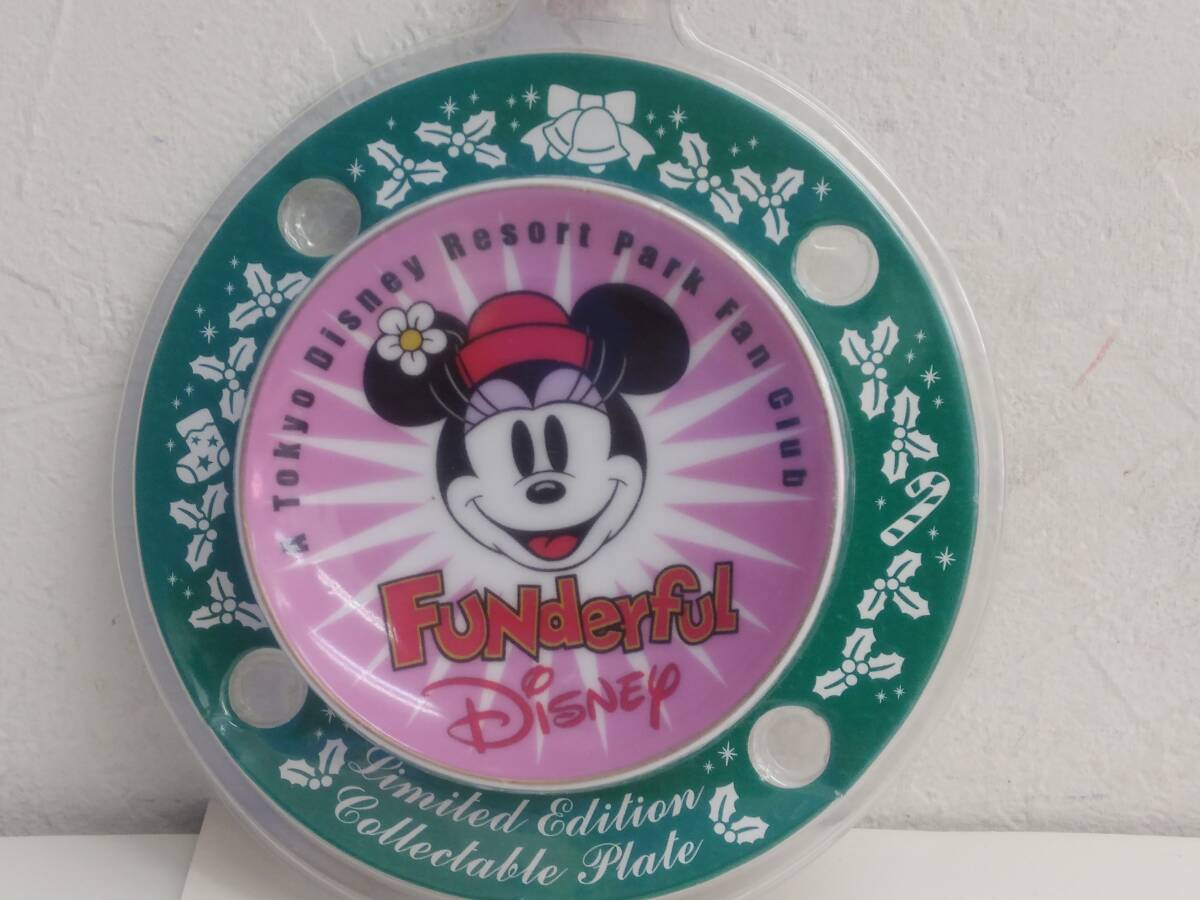 A Tokyo Disney Resort Park Fan Club
FUNderful
Disney
Limited Edition
Collectable Plate